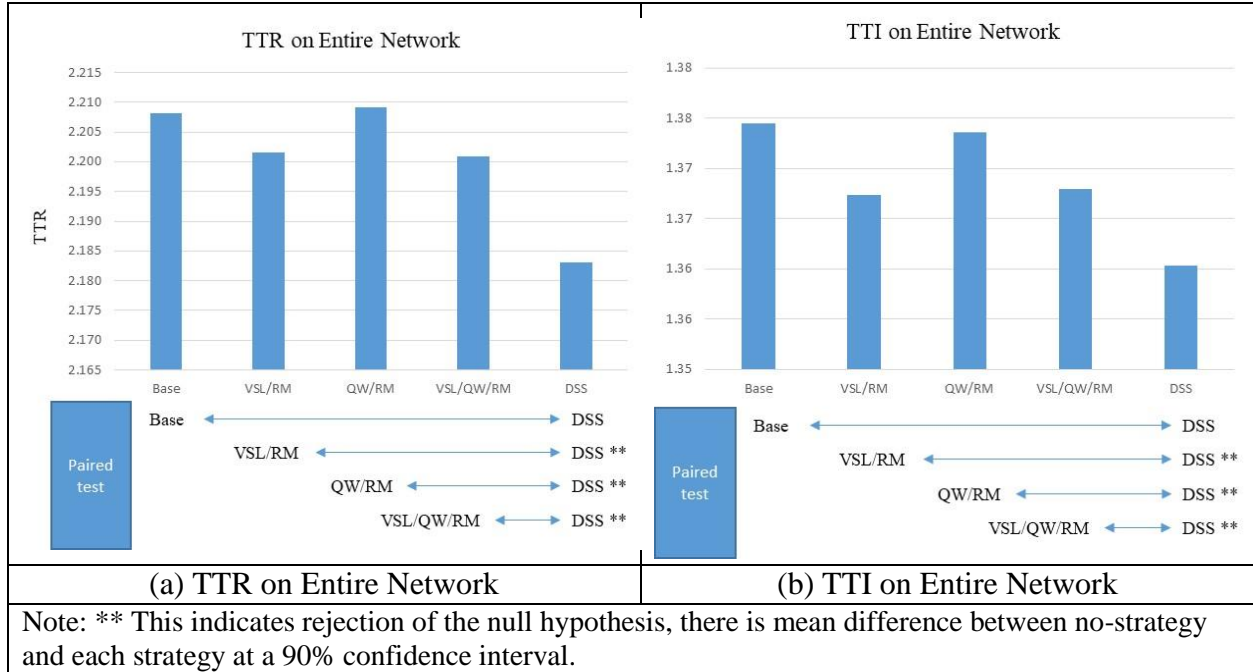 TTR on Entire Network
2.215
2.210
2.205
2.200
2.195
2.190
2.185
2.180
2.175
2.170
2.165
TTR
Base VSL/RM QW/RM VSL/QW/RM DSS
Paired
test
Base DSS
VSL/RM DSS **
QW/RM DSS **
VSL/QW/RM DSS **
(a) TTR on Entire Network
TTI on Entire Network
1.38
1.38
1.37
1.37
1.36
1.36
1.35
Base VSL/RM QW/RM VSL/QW/RM DSS
Paired
test
Base DSS
VSL/RM DSS **
QW/RM DSS **
VSL/QW/RM DSS **
(b) TTI on Entire Network
Note: ** This indicates rejection of the null hypothesis, there is mean difference between no-strategy
and each strategy at a 90% confidence interval.